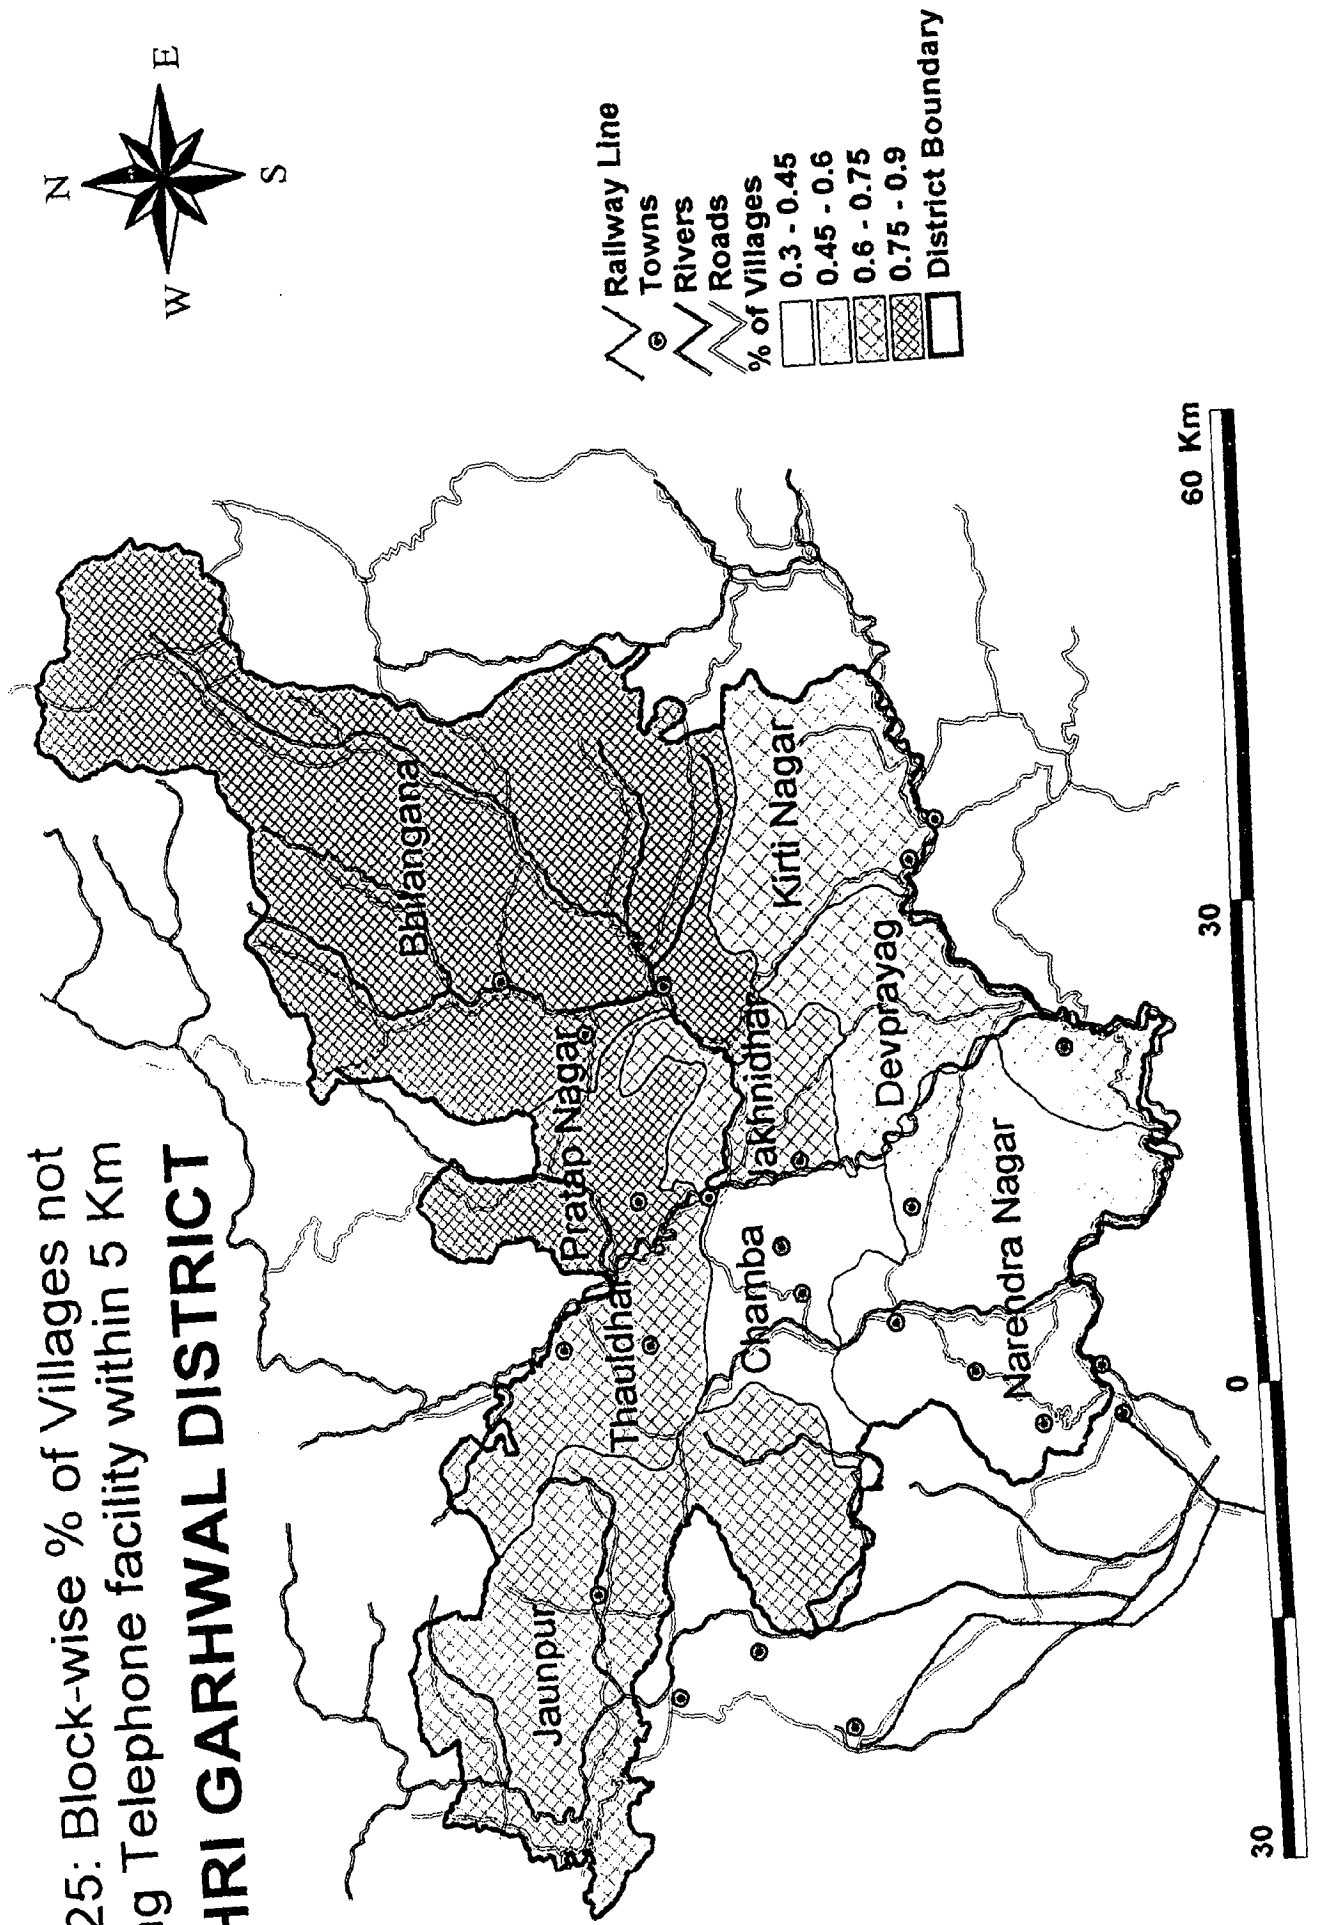 25: Block-wise % of Villages not
Telephone facility within 5 Km
GARHWAL DISTRICT
N
E
S
W
Railway Line
Towns
Rivers
Roads
% of Villages
0.3 - 0.45
0.45 - 0.6
0.6 - 0.75
0.75 - 0.9
District Boundary
Bhilangana
Pratap Nagar
Jakhnidhar
Kirti Nagar
Devprayag
Thauldhar
Chamba
Narendra Nagar
Jaunpur
30
0
30
60 Km